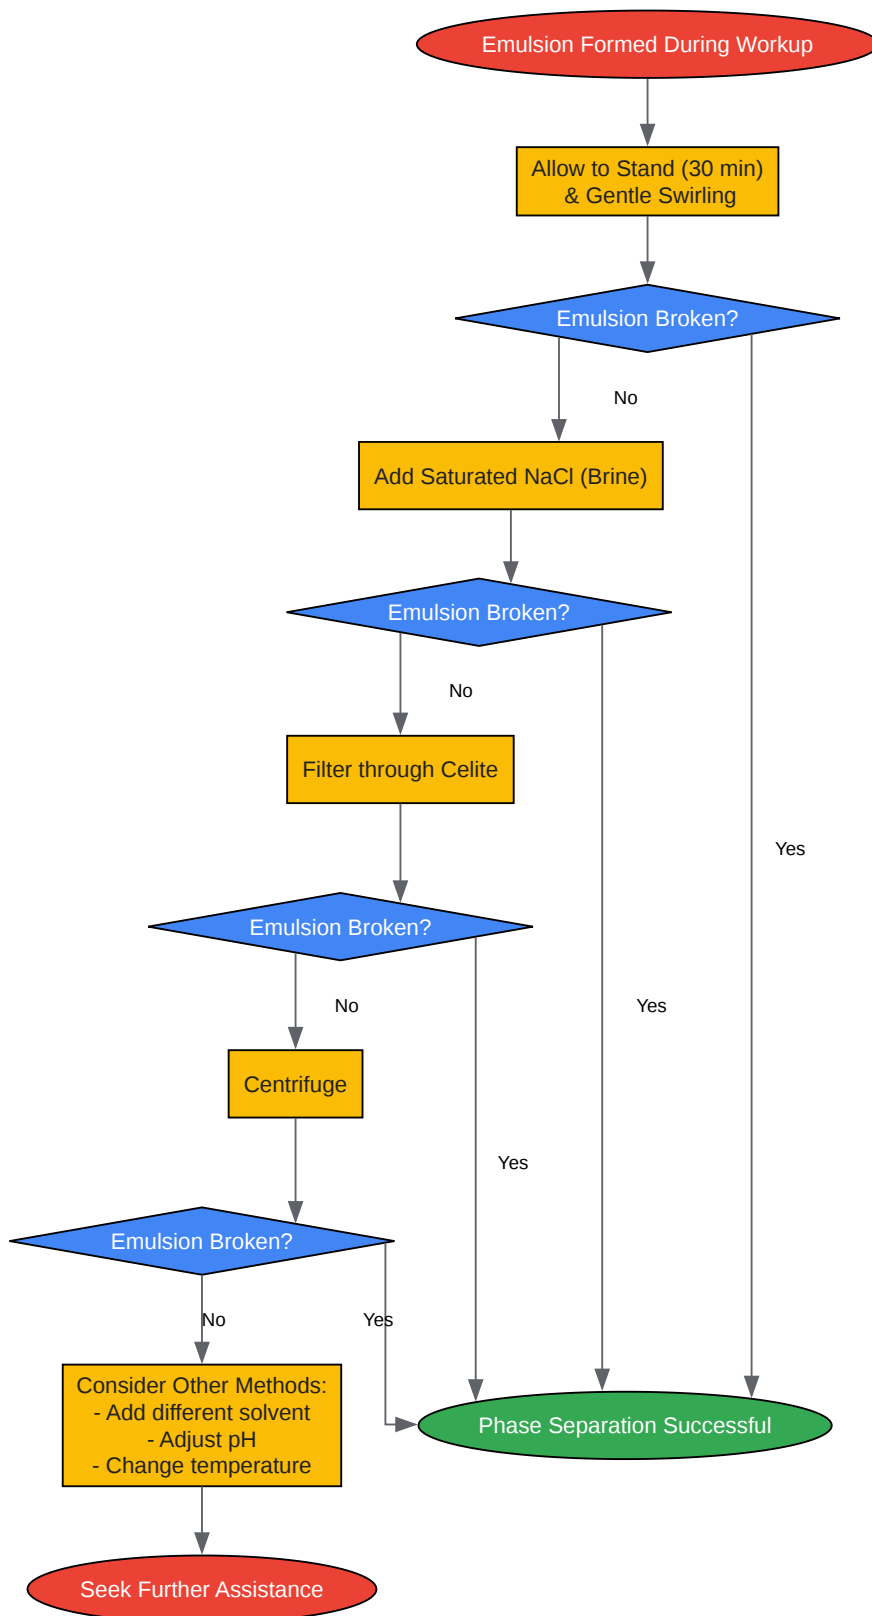 Emulsion Formed During Workup
Allow to Stand (30 min)
& Gentle Swirling
Emulsion Broken?
No
Add Saturated NaCl (Brine)
Emulsion Broken?
No
Filter through Celite
Yes
Emulsion Broken?
No
Yes
Centrifuge
Yes
Emulsion Broken?
No
Yes
Consider Other Methods:
- Add different solvent
- Adjust pH
- Change temperature
Phase Separation Successful
Seek Further Assistance